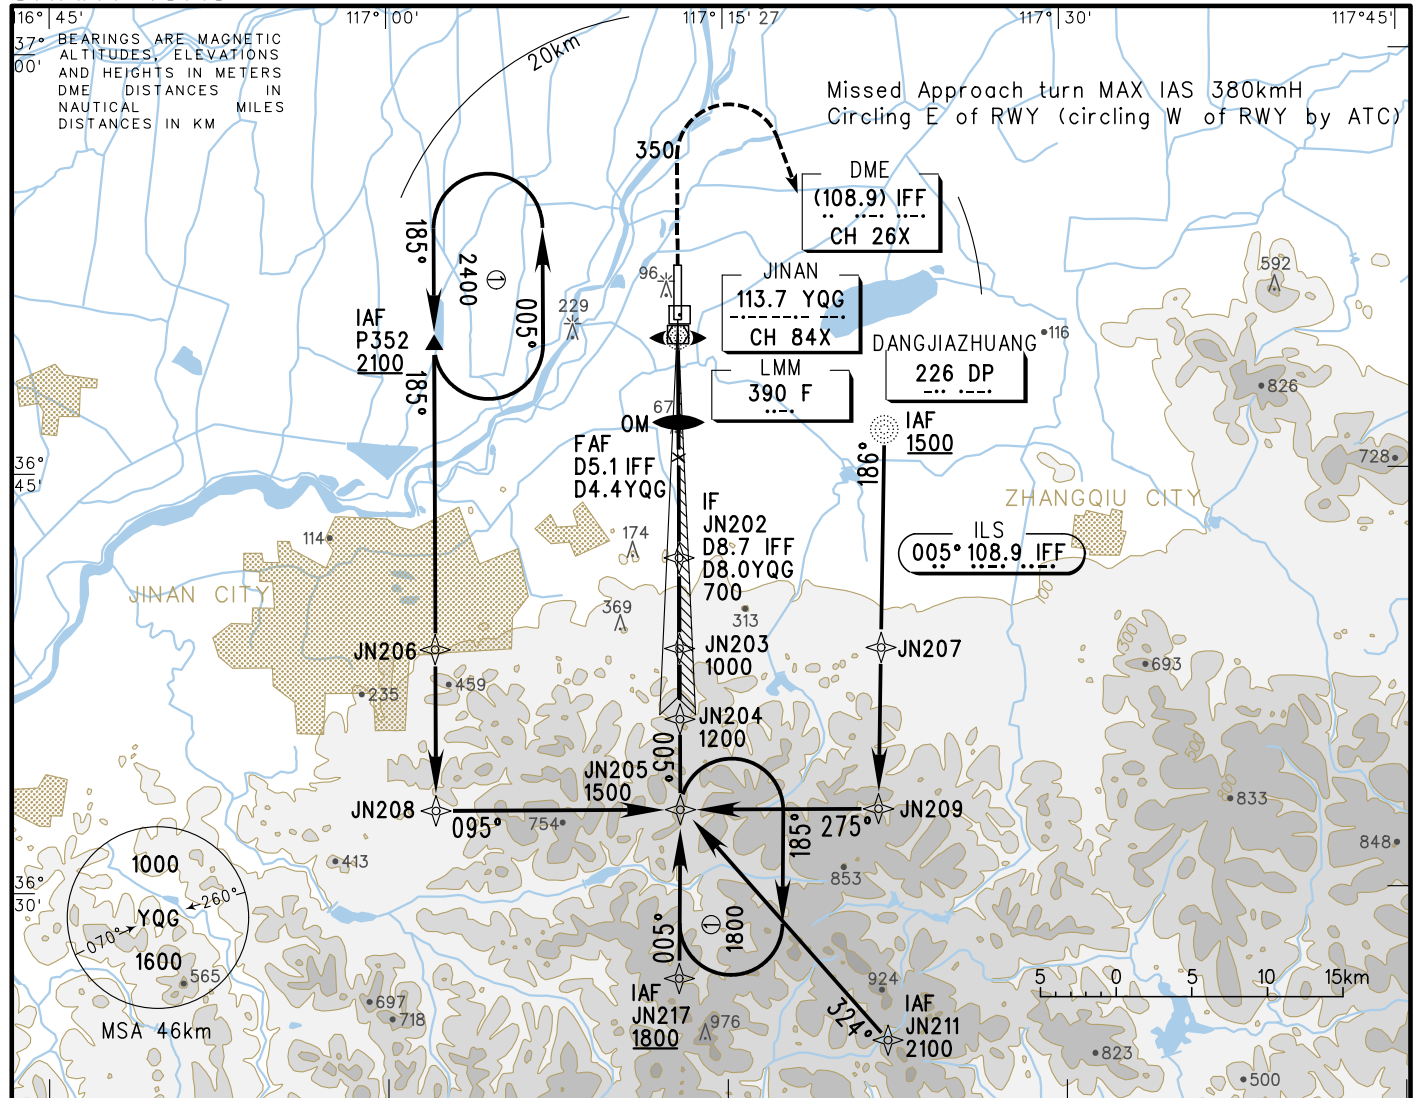 116° 45'
117° 00'
117° 15' 27
117° 30'
117° 45'
37°
00'
BEARINGS ARE MAGNETIC
ALTITUDES, ELEVATIONS
AND HEIGHTS IN METERS
DME DISTANCES IN
NAUTICAL MILES
DISTANCES IN KM
20km
Missed Approach turn MAX IAS 380kmH
Circling E of RWY (circling W of RWY by ATC)
350
DME
(108.9) IFF
CH 26X
185°
2400
①
005°
96
JINAN
113.7 YQG
CH 84X
592
229
IAF
P352
2100
185°
116
DANGJIAZHUANG
226 DP
LMM
390 F
826
67
OM
IAF
1500
186°
FAF
D5.1 IFF
D4.4YQG
728
36°
45'
ZHANGQIU CITY
IF
JN202
D8.7 IFF
D8.0YQG
700
ILS
005° 108.9 IFF
114
174
100
JINAN CITY
369
313
300
JN206
JN203
1000
JN207
693
235
459
JN204
1200
005°
500
JN205
1500
800
833
JN208
095°
754
185°
275°
JN209
848
413
853
1000
YQG
260°
070°
1600
565
MSA 46km
36°
30'
005°
①
1800
924
5 0 5 10 15km
697
718
IAF
JN217
1800
976
324°
IAF
JN211
2100
823
500